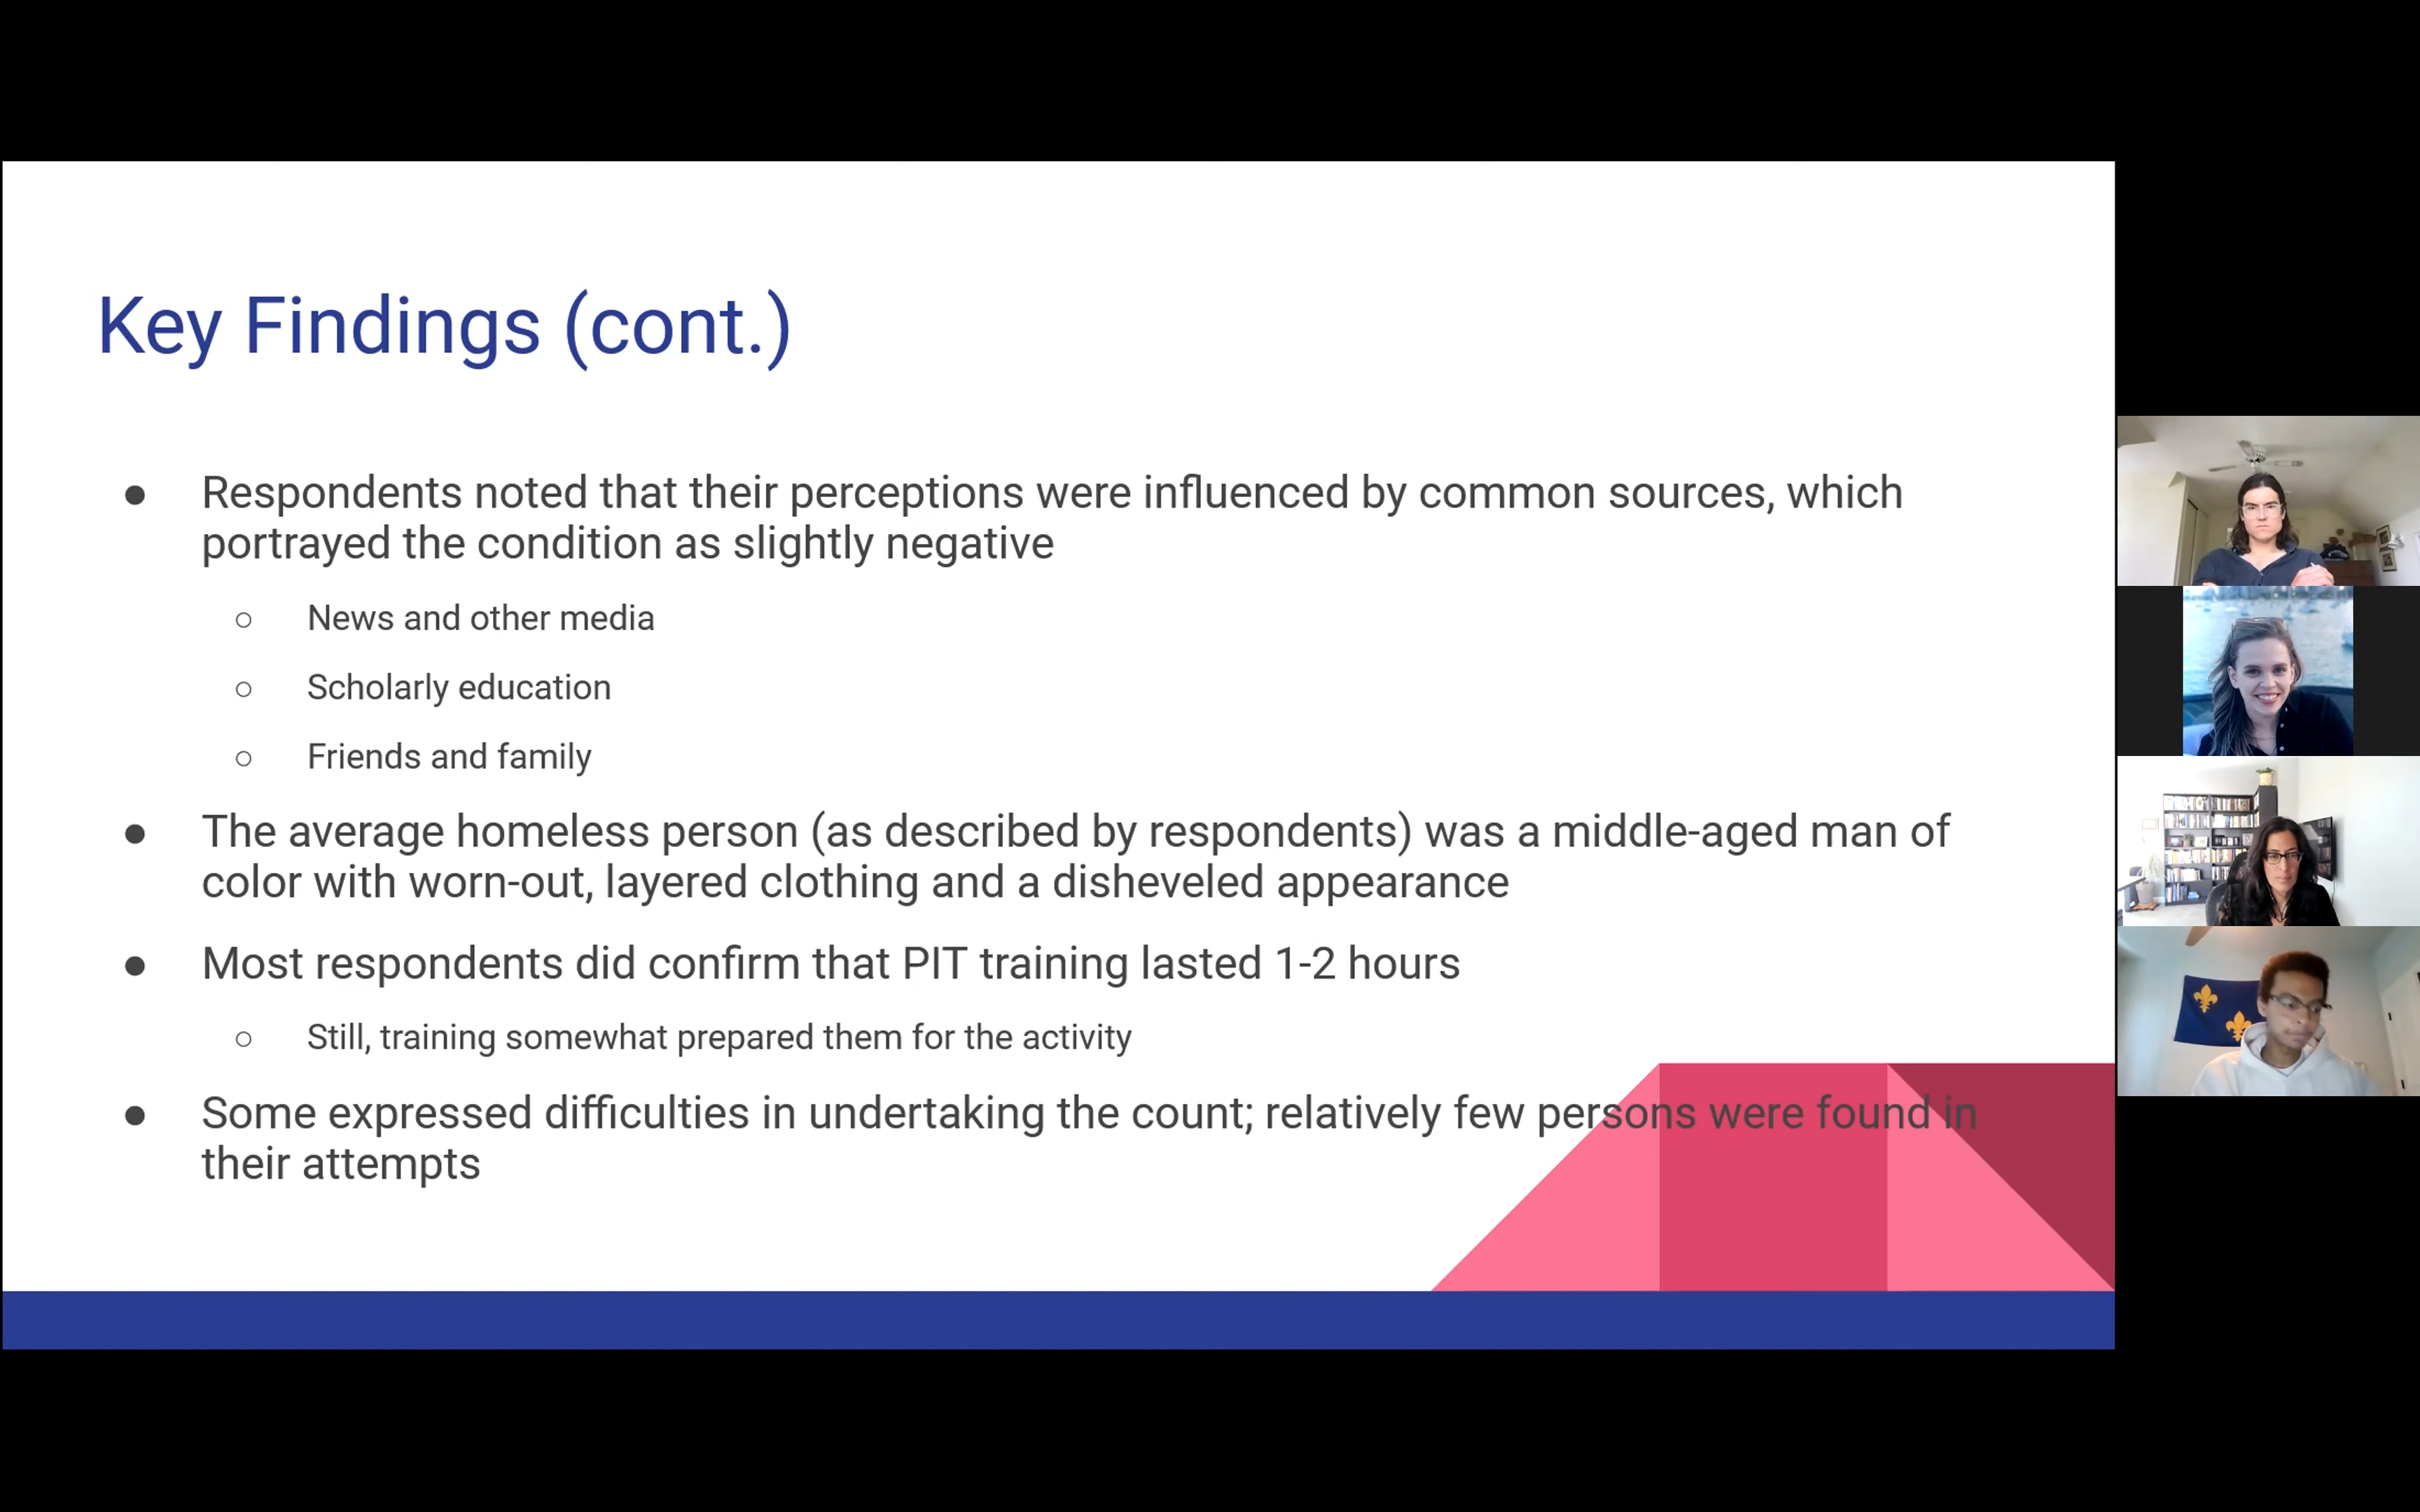 Key Findings (cont.)
● Respondents noted that their perceptions were influenced by common sources, which
portrayed the condition as slightly negative
○ News and other media
○ Scholarly education
○ Friends and family
● The average homeless person (as described by respondents) was a middle-aged man of
color with worn-out, layered clothing and a disheveled appearance
● Most respondents did confirm that PIT training lasted 1-2 hours
○ Still, training somewhat prepared them for the activity
● Some expressed difficulties in undertaking the count; relatively few persons were found in
their attempts